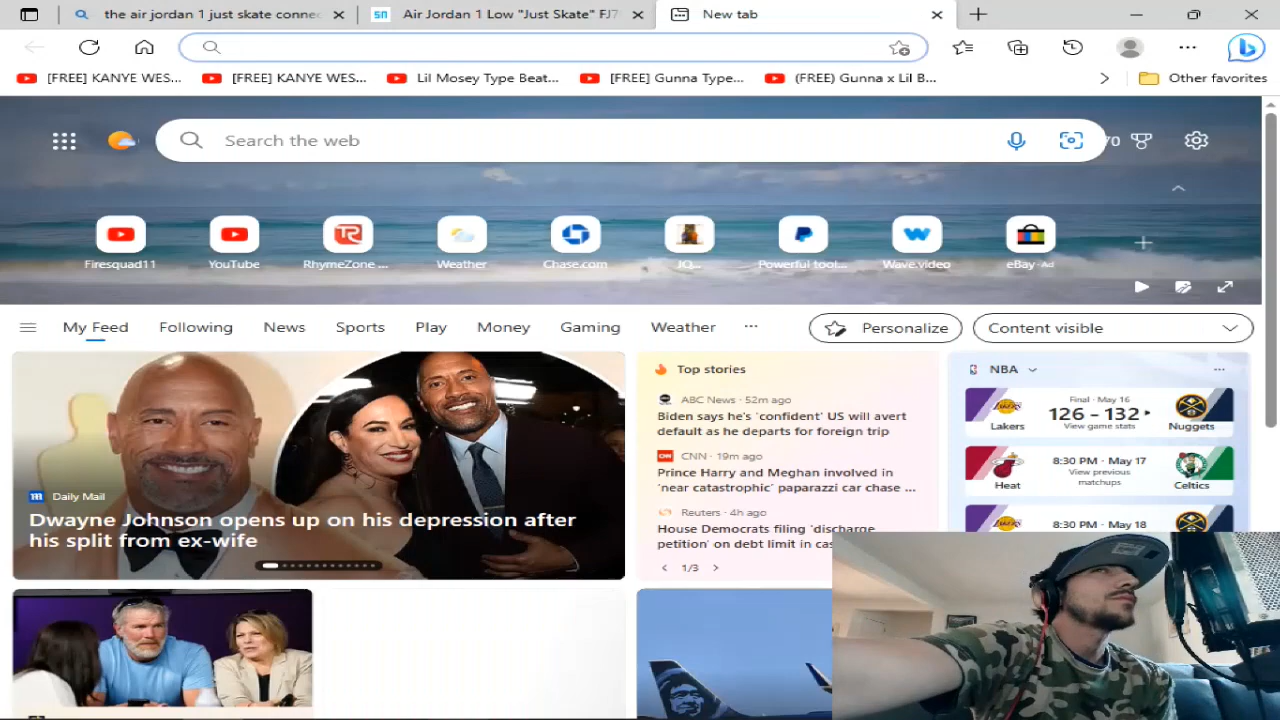 the air jordan 1 just skate connec
Air Jordan 1 Low "Just Skate" FJ7
New tab
[FREE] KANYE WES...
[FREE] KANYE WES...
Lil Mosey Type Beat...
[FREE] Gunna Type...
(FREE) Gunna x Lil B...
Other favorites
Search the web
Firesquad11
YouTube
RhymeZone ...
Weather
Chase.com
JQ...
Powerful tool...
Wave.video
eBay · Ad
My Feed
Following
News
Sports
Play
Money
Gaming
Weather
Personalize
Content visible
Daily Mail
Dwayne Johnson opens up on his depression after
his split from ex-wife
Top stories
ABC News · 52m ago
Biden says he's 'confident' US will avert
default as he departs for foreign trip
CNN · 19m ago
Prince Harry and Meghan involved in
'near catastrophic' paparazzi car chase ...
Reuters · 4h ago
House Democrats filing 'discharge
petition' on debt limit in cas
1/3
NBA
Final · May 16
126 - 132
View game stats
Lakers
Nuggets
8:30 PM · May 17
View previous
matchups
Heat
Celtics
8:30 PM · May 18